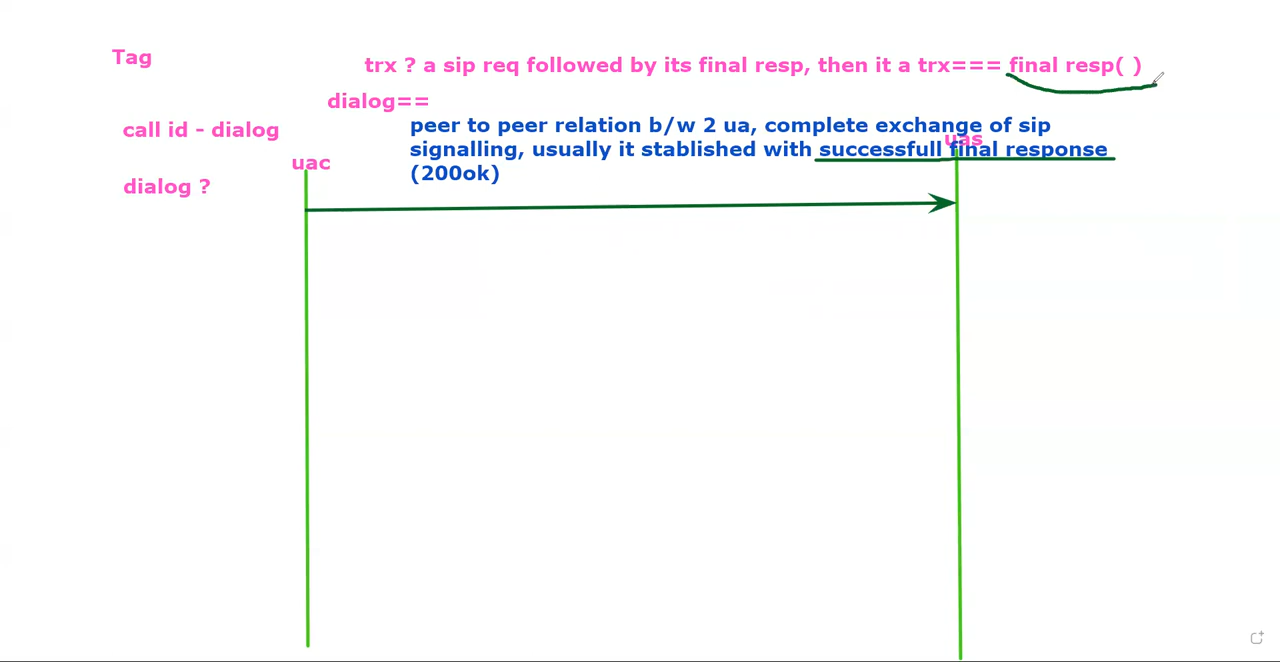 Tag
trx ? a sip req followed by its final resp, then it a trx=== final resp( )
dialog==
call id - dialog
peer to peer relation b/w 2 ua, complete exchange of sip
uas
signalling, usually it stablished with successfull final response
uac
(200ok)
dialog ?